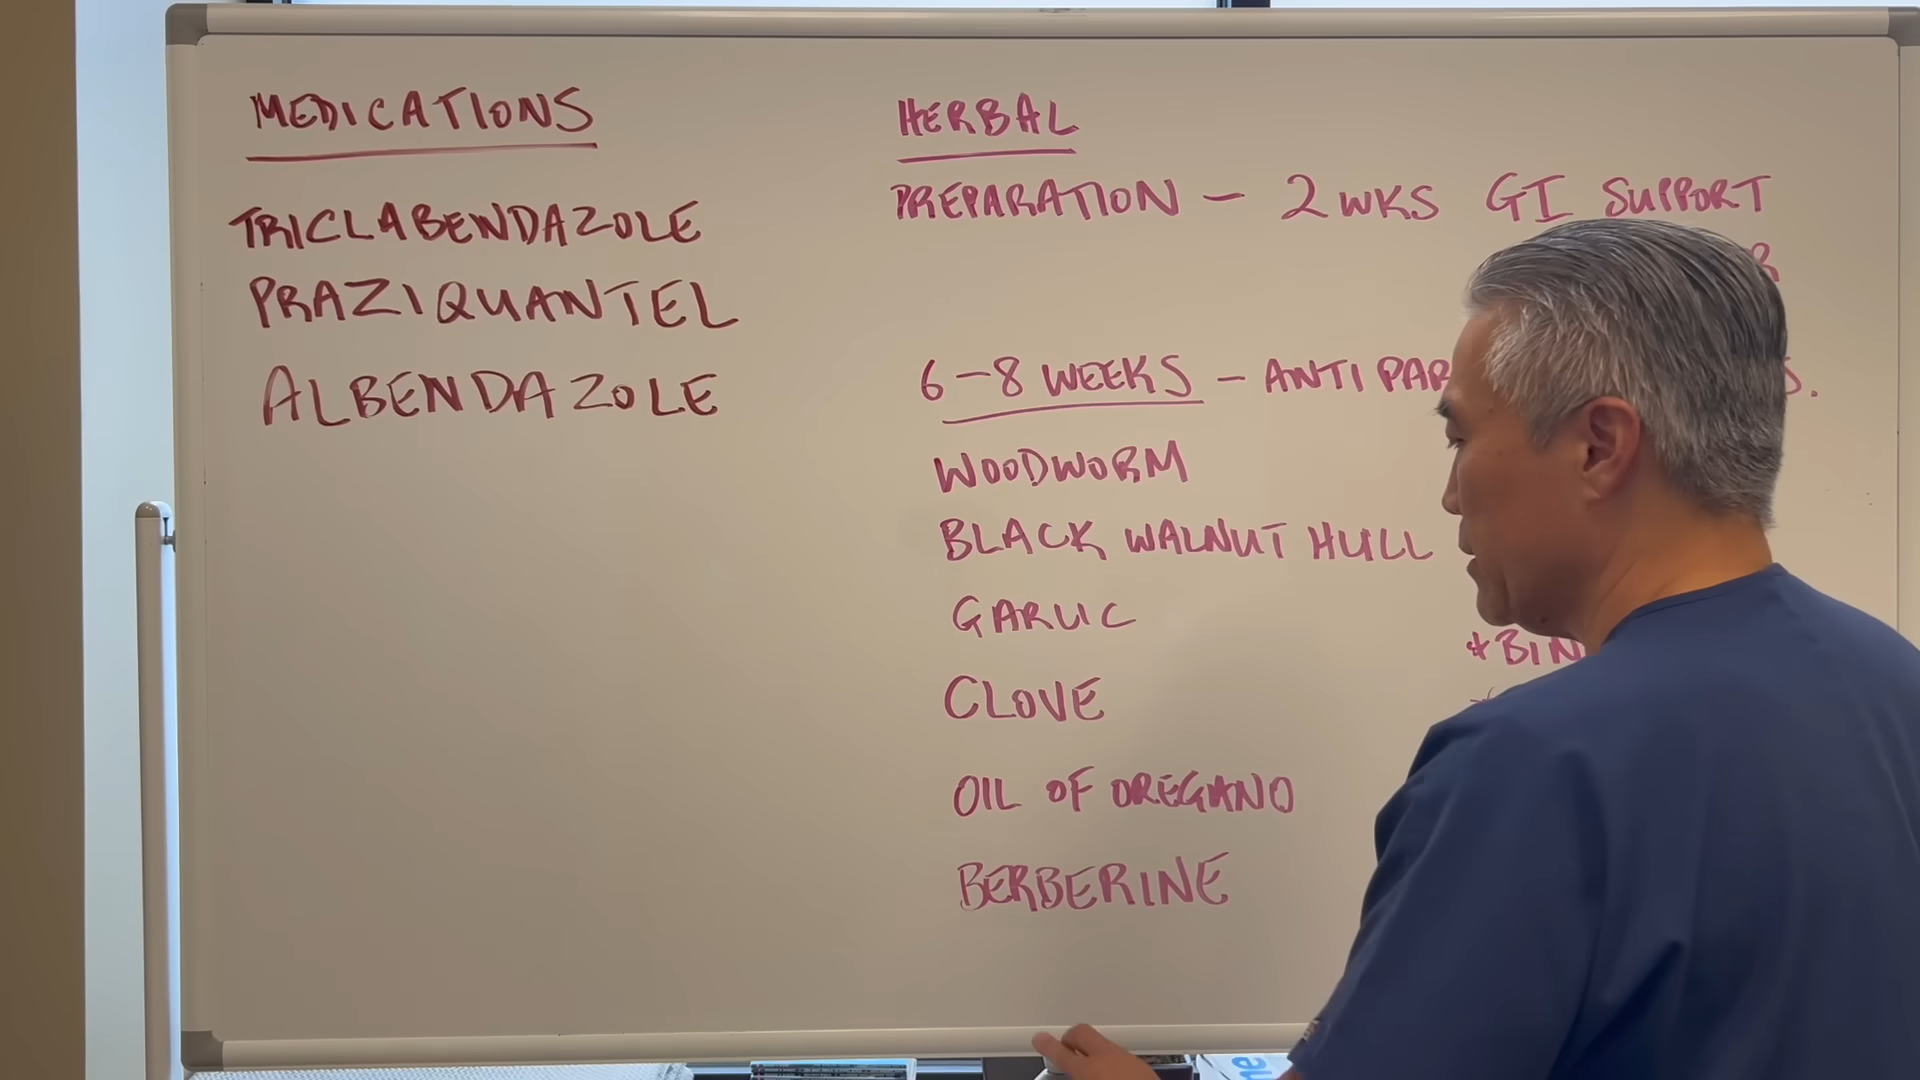 MEDICATIONS
TRICLABENDAZOLE
PRAZIQUANTEL
ALBENDAZOLE
HERBAL
PREPARATION – 2 WKS GI SUPPORT
6–8 WEEKS – ANTI PAR
WOODWORM
BLACK WALNUT HULL
GARLIC
CLOVE
OIL OF OREGANO
BERBERINE
*BIN